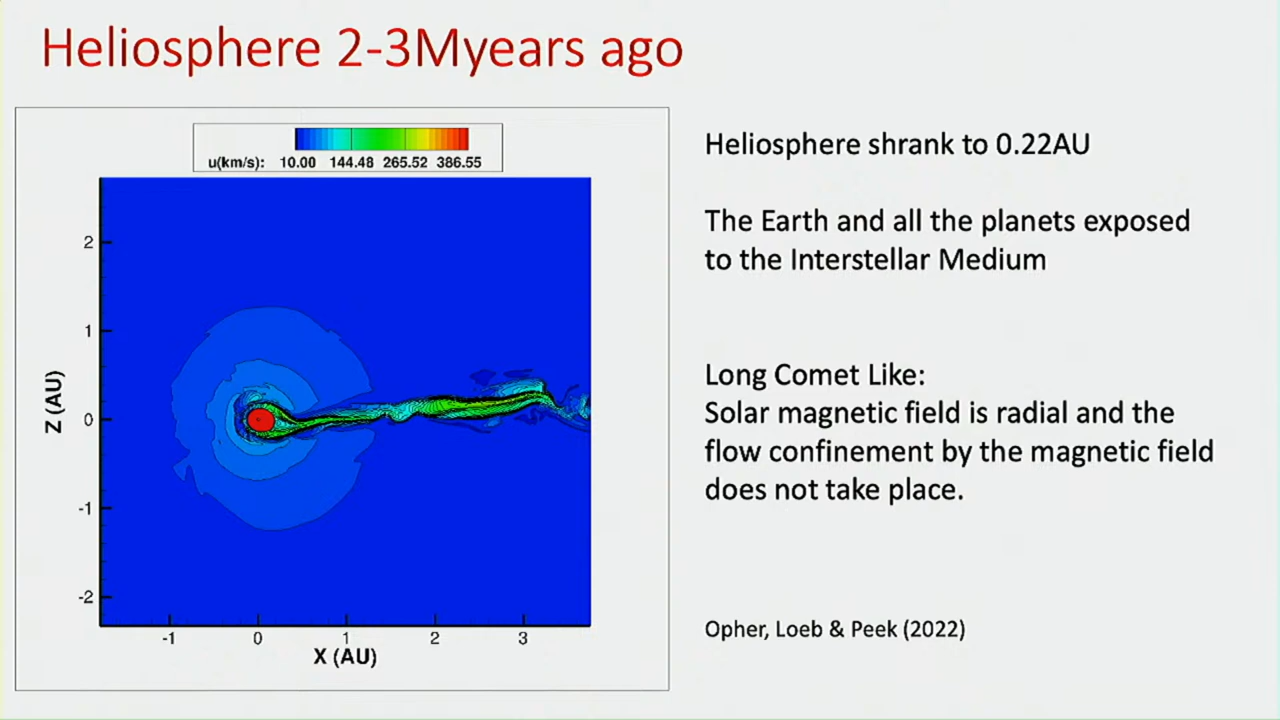 Heliosphere 2-3Myears ago
u(km/s): 10.00 144.48 265.52 386.55
Z (AU)
2
1
0
-1
-2
-1 0 1 2 3
X (AU)
Heliosphere shrank to 0.22AU
The Earth and all the planets exposed
to the Interstellar Medium
Long Comet Like:
Solar magnetic field is radial and the
flow confinement by the magnetic field
does not take place.
Opher, Loeb & Peek (2022)